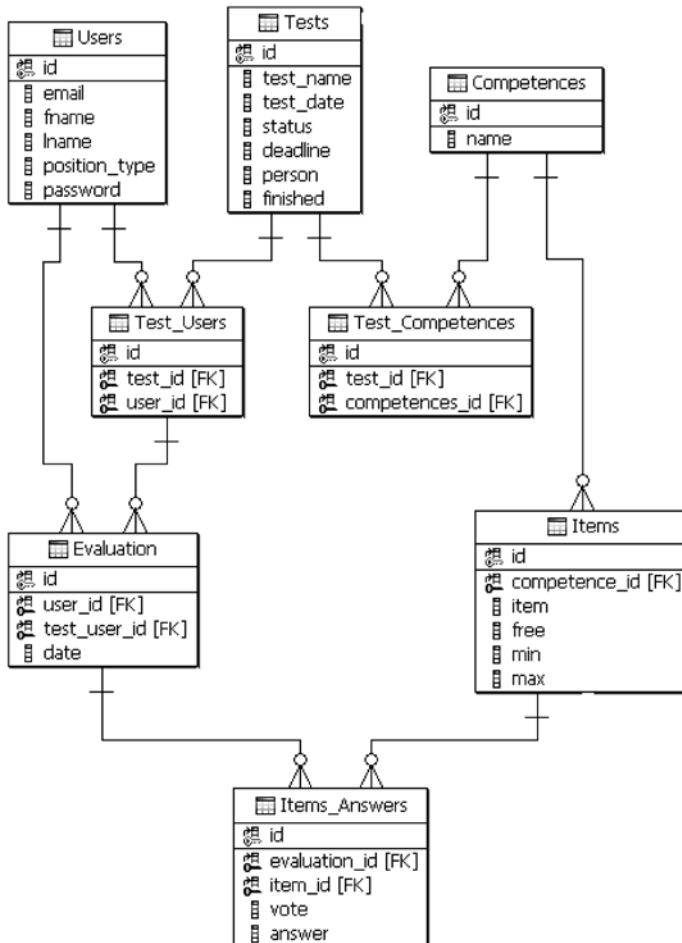 Users
id
email
fname
lname
position_type
password
Tests
id
test_name
test_date
status
deadline
person
finished
Competences
id
name
Test_Users
id
test_id [FK]
user_id [FK]
Test_Competences
id
test_id [FK]
competences_id [FK]
Evaluation
id
user_id [FK]
test_user_id [FK]
date
Items
id
competence_id [FK]
item
free
min
max
Items_Answers
id
evaluation_id [FK]
item_id [FK]
vote
answer